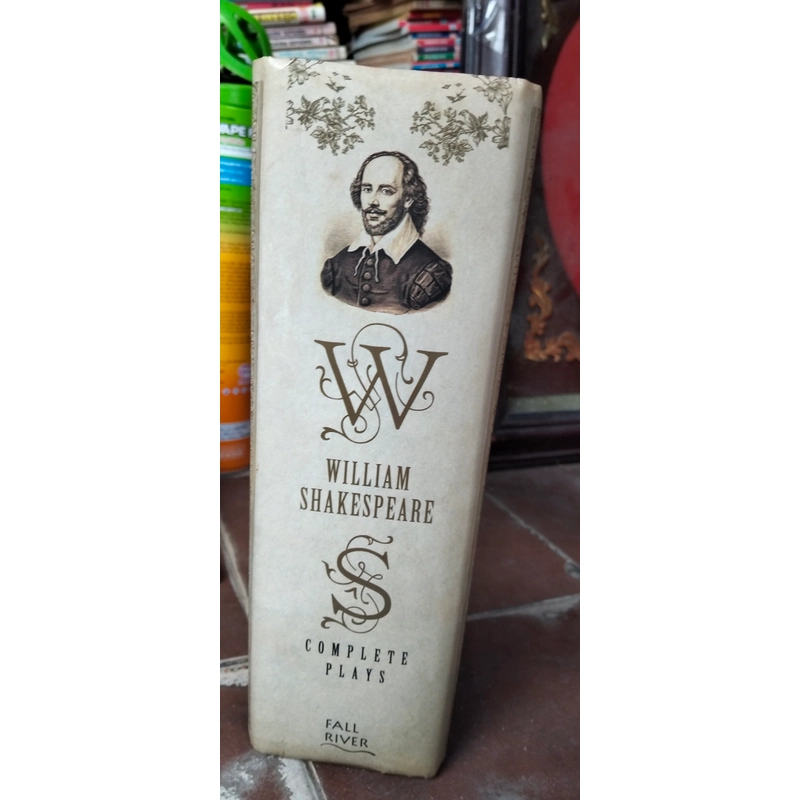 W
WILLIAM
SHAKESPEARE
S
COMPLETE
PLAYS
FALL
RIVER